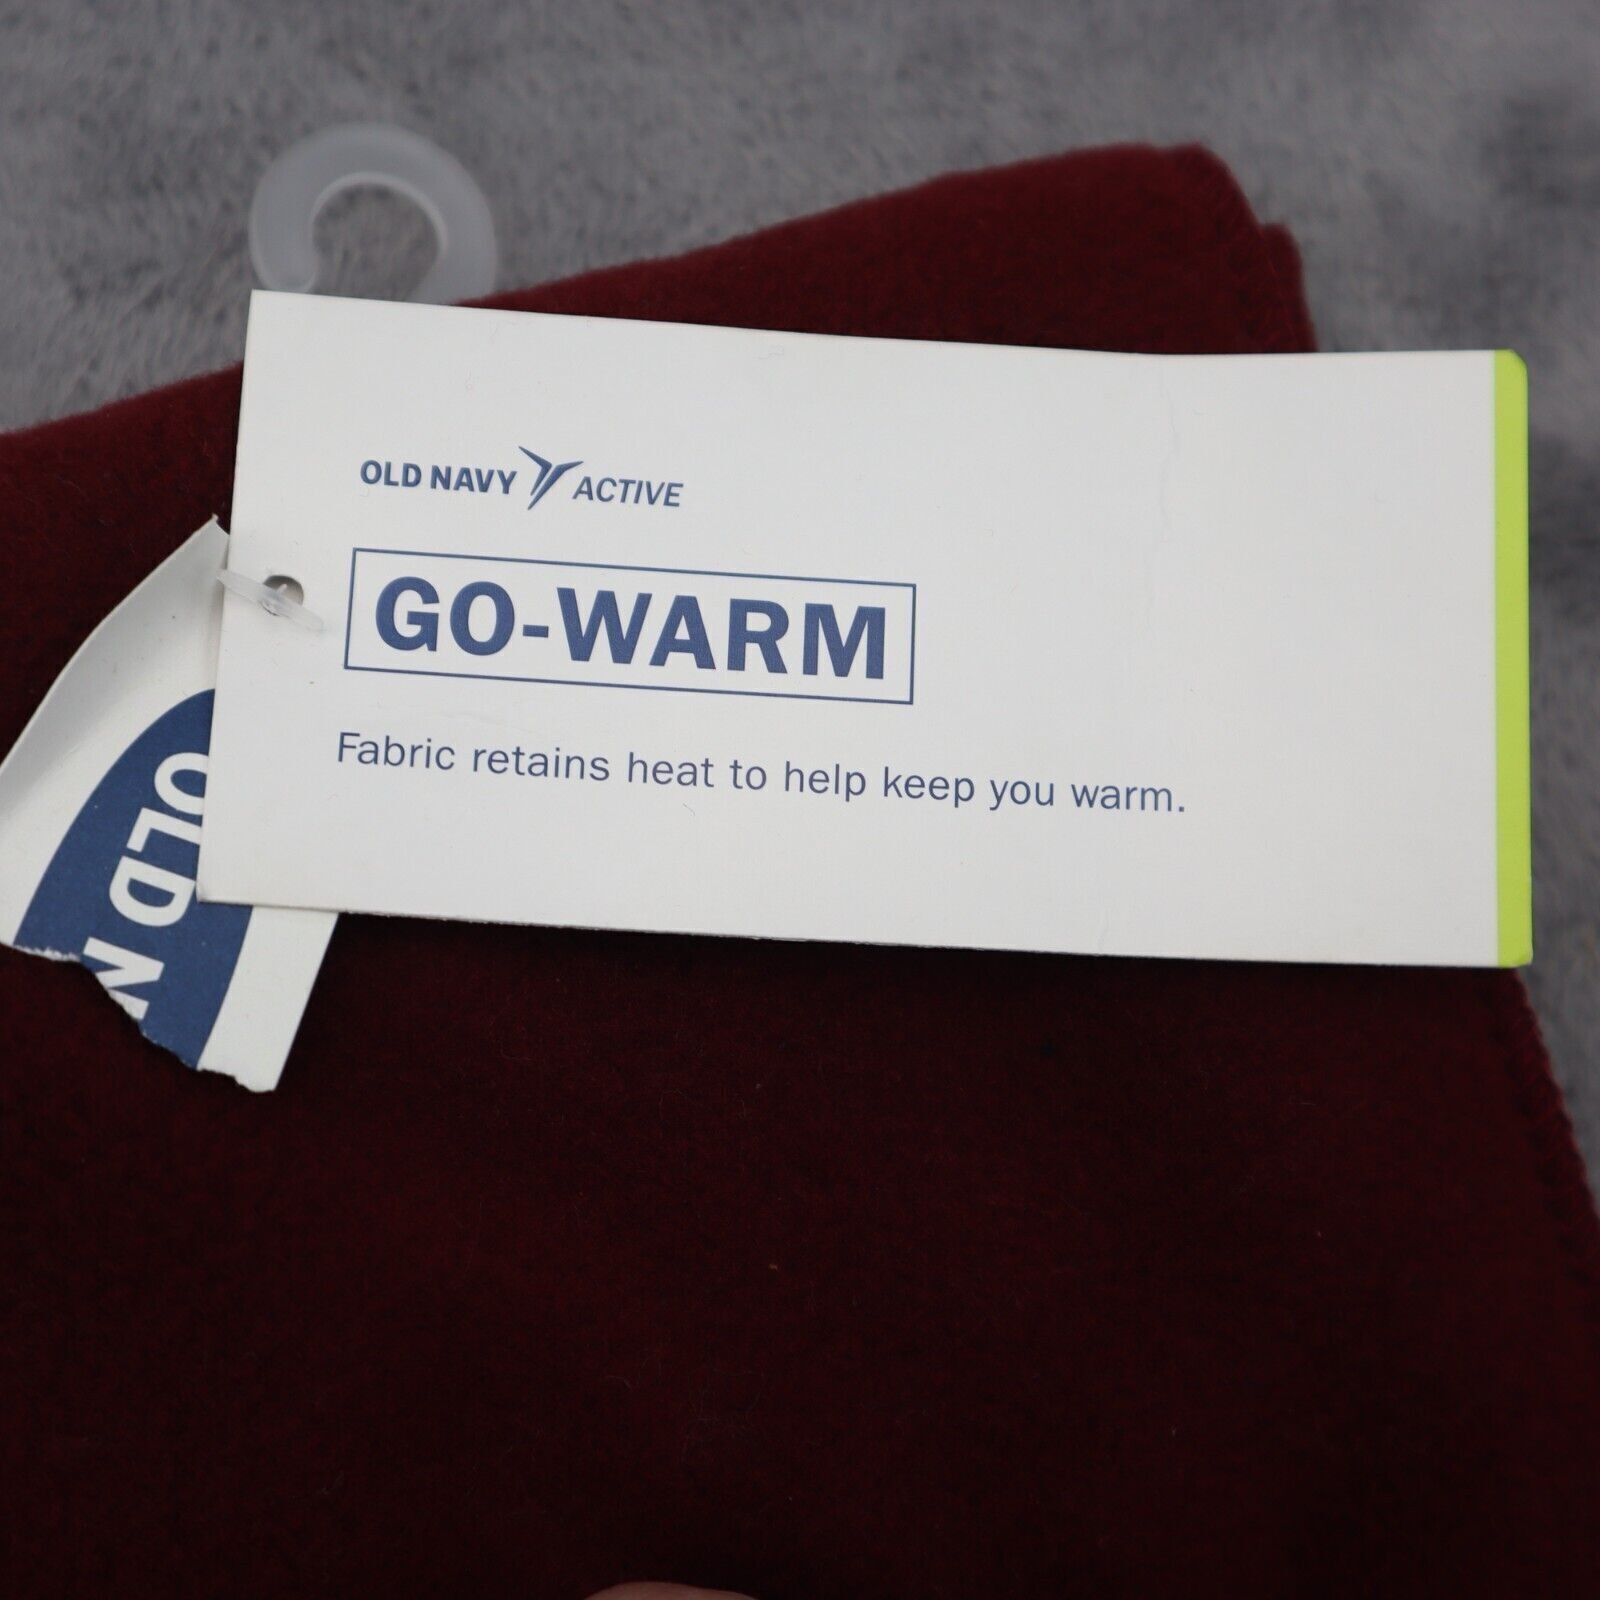 OLD NAVY ACTIVE
GO-WARM
Fabric retains heat to help keep you warm.
OLD N